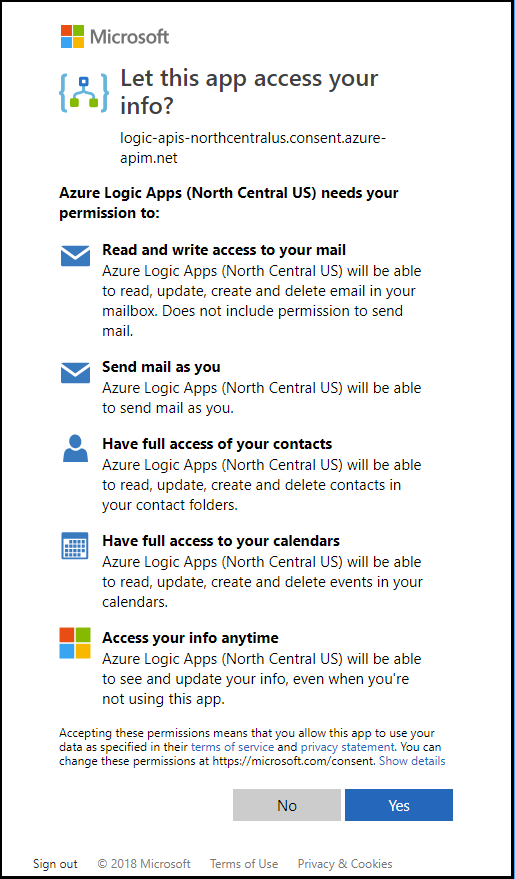 Microsoft
Let this app access your
info?
logic-apis-northcentralus.consent.azure-
apim.net
Azure Logic Apps (North Central US) needs your
permission to:
Read and write access to your mail
Azure Logic Apps (North Central US) will be able
to read, update, create and delete email in your
mailbox. Does not include permission to send
mail.
Send mail as you
Azure Logic Apps (North Central US) will be able
to send mail as you.
Have full access of your contacts
Azure Logic Apps (North Central US) will be able
to read, update, create and delete contacts in
your contact folders.
Have full access to your calendars
Azure Logic Apps (North Central US) will be able
to read, update, create and delete events in your
calendars.
Access your info anytime
Azure Logic Apps (North Central US) will be able
to see and update your info, even when you're
not using this app.
Accepting these permissions means that you allow this app to use your
data as specified in their terms of service and privacy statement. You can
change these permissions at https://microsoft.com/consent. Show details
No Yes
Sign out © 2018 Microsoft Terms of Use Privacy & Cookies